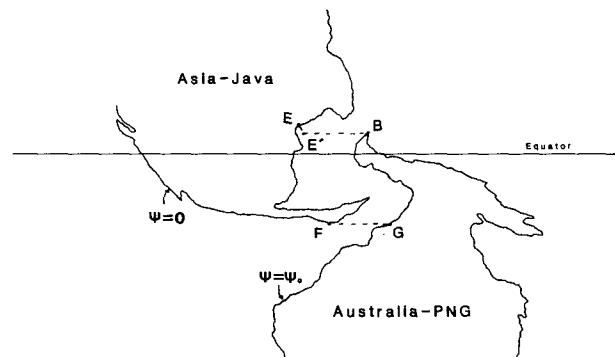 Asia-Java
E
E'
B
Equator
Ψ=0
F
G
Ψ=Ψ₀
Australia-PNG